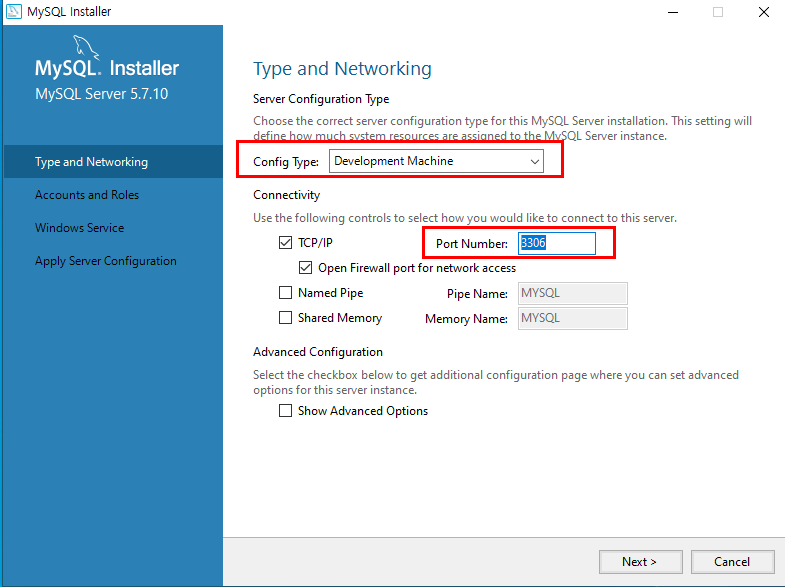 MySQL Installer
MySQL. Installer
MySQL Server 5.7.10
Type and Networking
Accounts and Roles
Windows Service
Apply Server Configuration
Type and Networking
Server Configuration Type
Choose the correct server configuration type for this MySQL Server installation. This setting will
define how much system resources are assigned to the MySQL Server instance.
Config Type: Development Machine
Connectivity
Use the following controls to select how you would like to connect to this server.
TCP/IP Port Number: 3306
Open Firewall port for network access
Named Pipe Pipe Name: MYSQL
Shared Memory Memory Name: MYSQL
Advanced Configuration
Select the checkbox below to get additional configuration page where you can set advanced
options for this server instance.
Show Advanced Options
Next > Cancel